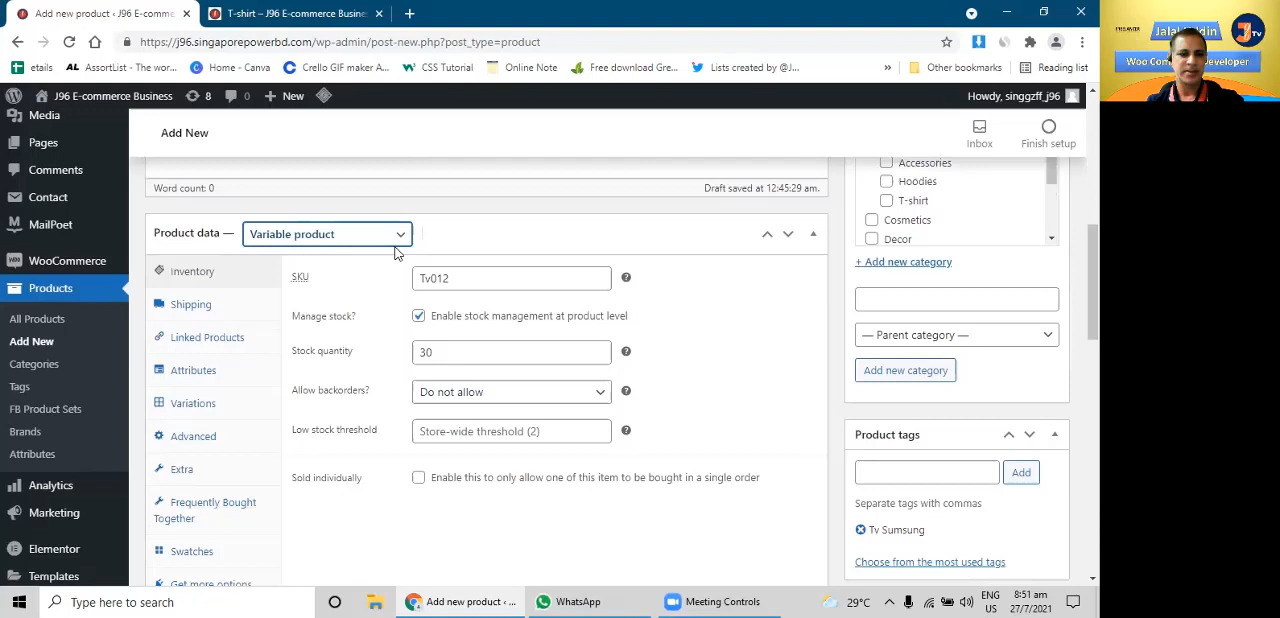 Add new product ‹ J96 E-comme
T-shirt – J96 E-commerce Busine
https://j96.singaporepowerbd.com/wp-admin/post-new.php?post_type=product
etails
AssortList - The wor...
Home - Canva
Crello GIF maker A...
CSS Tutorial
Online Note
Free download Gre...
Lists created by @J...
»
Other bookmarks
Reading list
J96 E-commerce Business
8
0
New
Howdy, singgzff_j96
Media
Pages
Comments
Contact
MailPoet
WooCommerce
Products
All Products
Add New
Categories
Tags
FB Product Sets
Brands
Attributes
Analytics
Marketing
Elementor
Templates
Add New
Inbox
Finish setup
Word count: 0
Draft saved at 12:45:29 am.
Product data —
Variable product
Inventory
Shipping
Linked Products
Attributes
Variations
Advanced
Extra
Frequently Bought
Together
Swatches
Get more options
SKU
Tv012
Manage stock?
Enable stock management at product level
Stock quantity
30
Allow backorders?
Do not allow
Low stock threshold
Store-wide threshold (2)
Sold individually
Enable this to only allow one of this item to be bought in a single order
Accessories
Hoodies
T-shirt
Cosmetics
Decor
+ Add new category
— Parent category —
Add new category
Product tags
Add
Separate tags with commas
Tv Sumsung
Choose from the most used tags
Type here to search
Add new product ‹ ...
WhatsApp
Meeting Controls
29°C
ENG
US
8:51 am
27/7/2021
TV
Woo Com
Developer